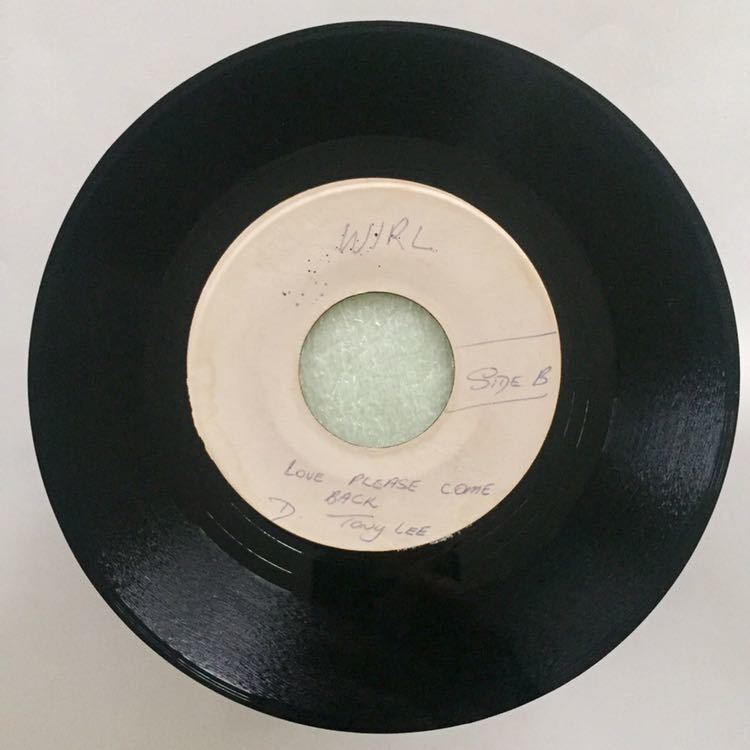 WIRL
SIDE B
LOVE PLEASE COME
BACK
D. Tony LEE